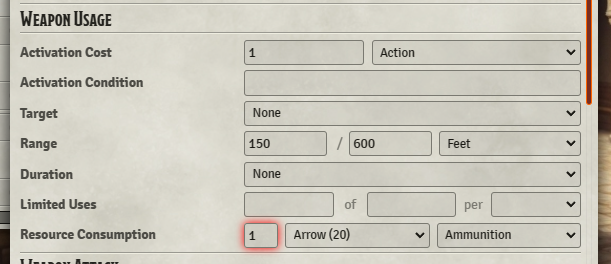 Weapon Usage
Activation Cost 1 Action
Activation Condition
Target None
Range 150 / 600 Feet
Duration None
Limited Uses of per
Resource Consumption 1 Arrow (20) Ammunition
Weapon Attack